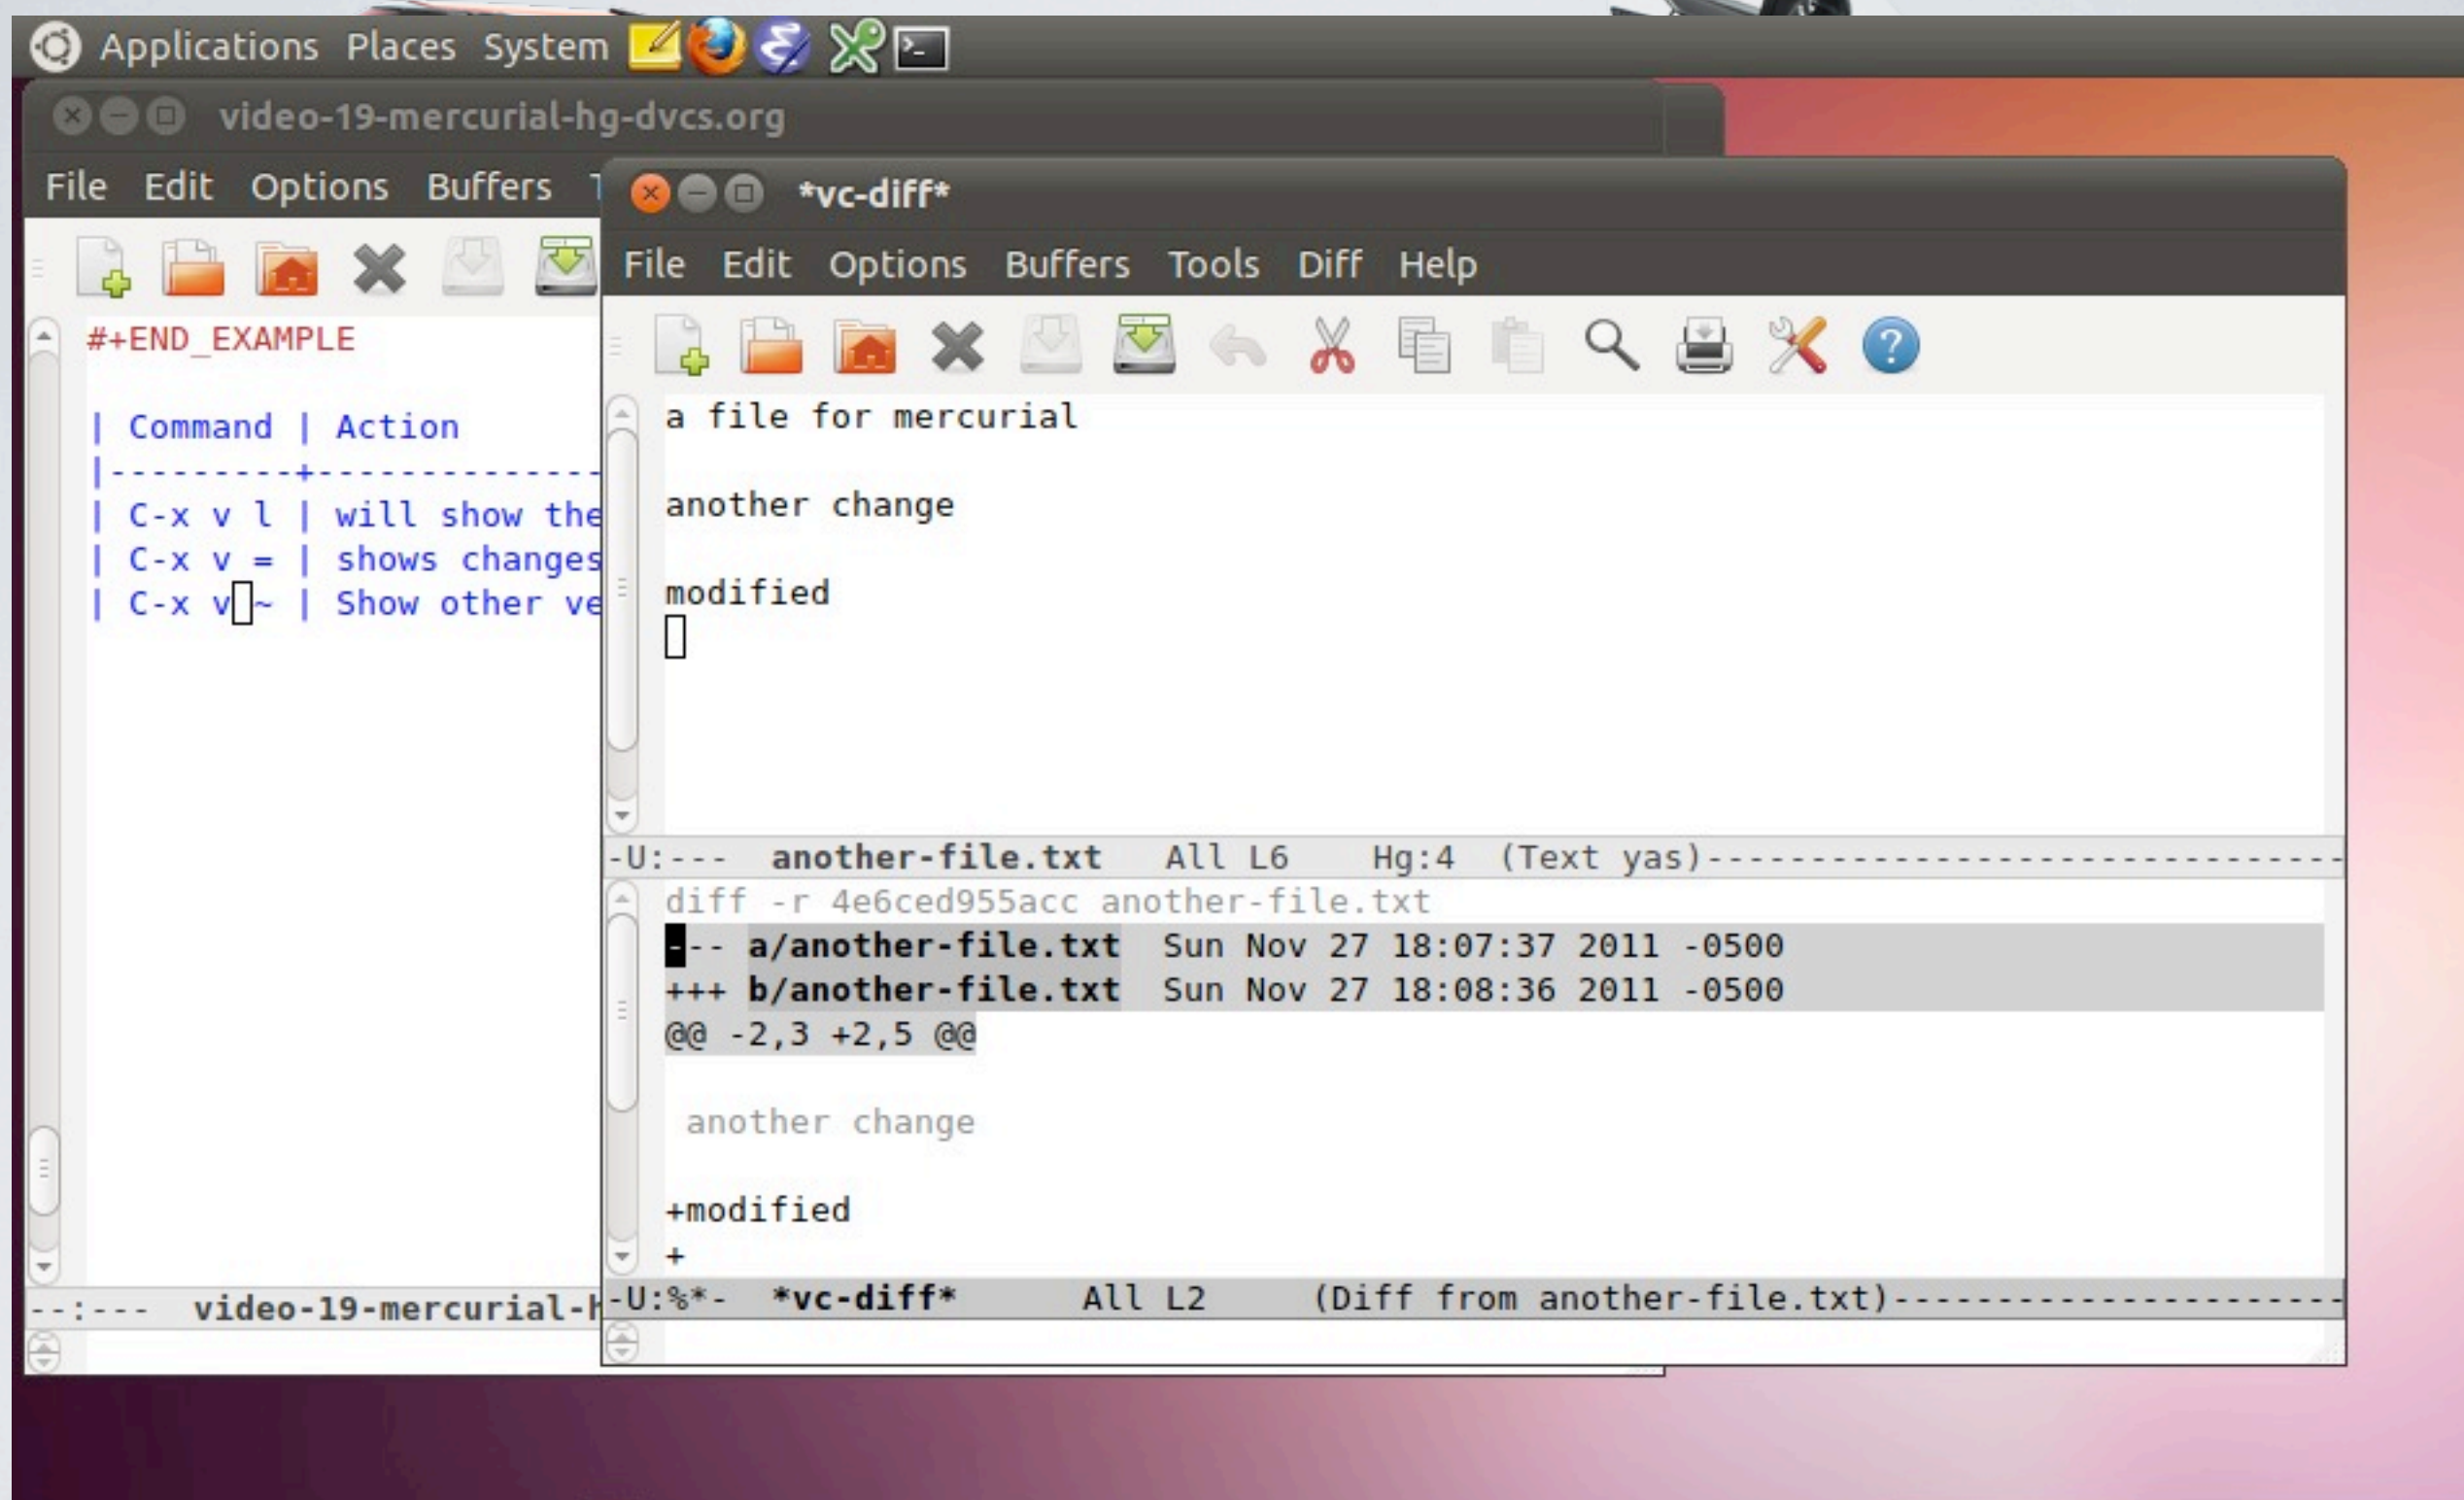 Applications Places System
video-19-mercurial-hg-dvcs.org
File Edit Options Buffers
#+END_EXAMPLE
| Command | Action
|---------+--------------
| C-x v l | will show the
| C-x v = | shows changes
| C-x v ~ | Show other ve
--:--- video-19-mercurial-h
*vc-diff*
File Edit Options Buffers Tools Diff Help
a file for mercurial
another change
modified
-U:--- another-file.txt All L6 Hg:4 (Text yas)-------------------------------
diff -r 4e6ced955acc another-file.txt
--- a/another-file.txt Sun Nov 27 18:07:37 2011 -0500
+++ b/another-file.txt Sun Nov 27 18:08:36 2011 -0500
@@ -2,3 +2,5 @@
another change
+modified
+
-U:%*- *vc-diff* All L2 (Diff from another-file.txt)----------------------